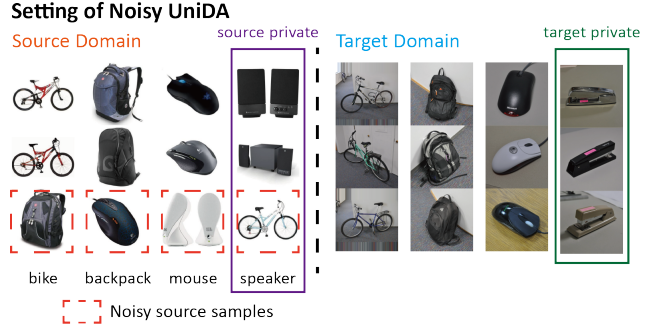 Setting of Noisy UniDA
Source Domain
source private
Target Domain
target private
bike
backpack
mouse
speaker
Noisy source samples